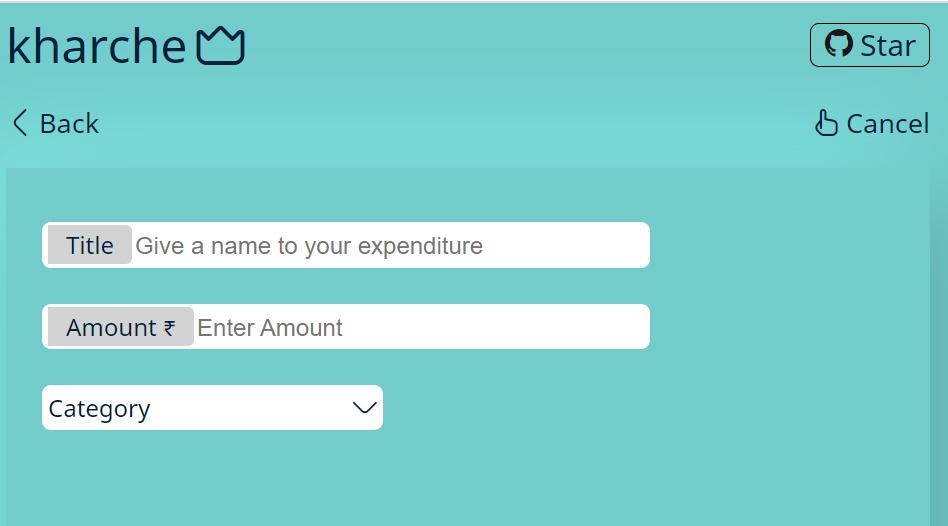 kharche Star
Back Cancel
Title Give a name to your expenditure
Amount ₹ Enter Amount
Category